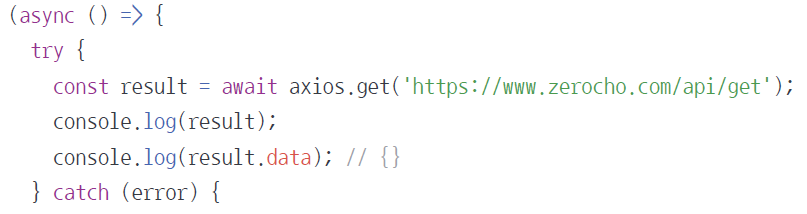 (async () => {
try {
const result = await axios.get('https://www.zerocho.com/api/get');
console.log(result);
console.log(result.data); // {}
} catch (error) {